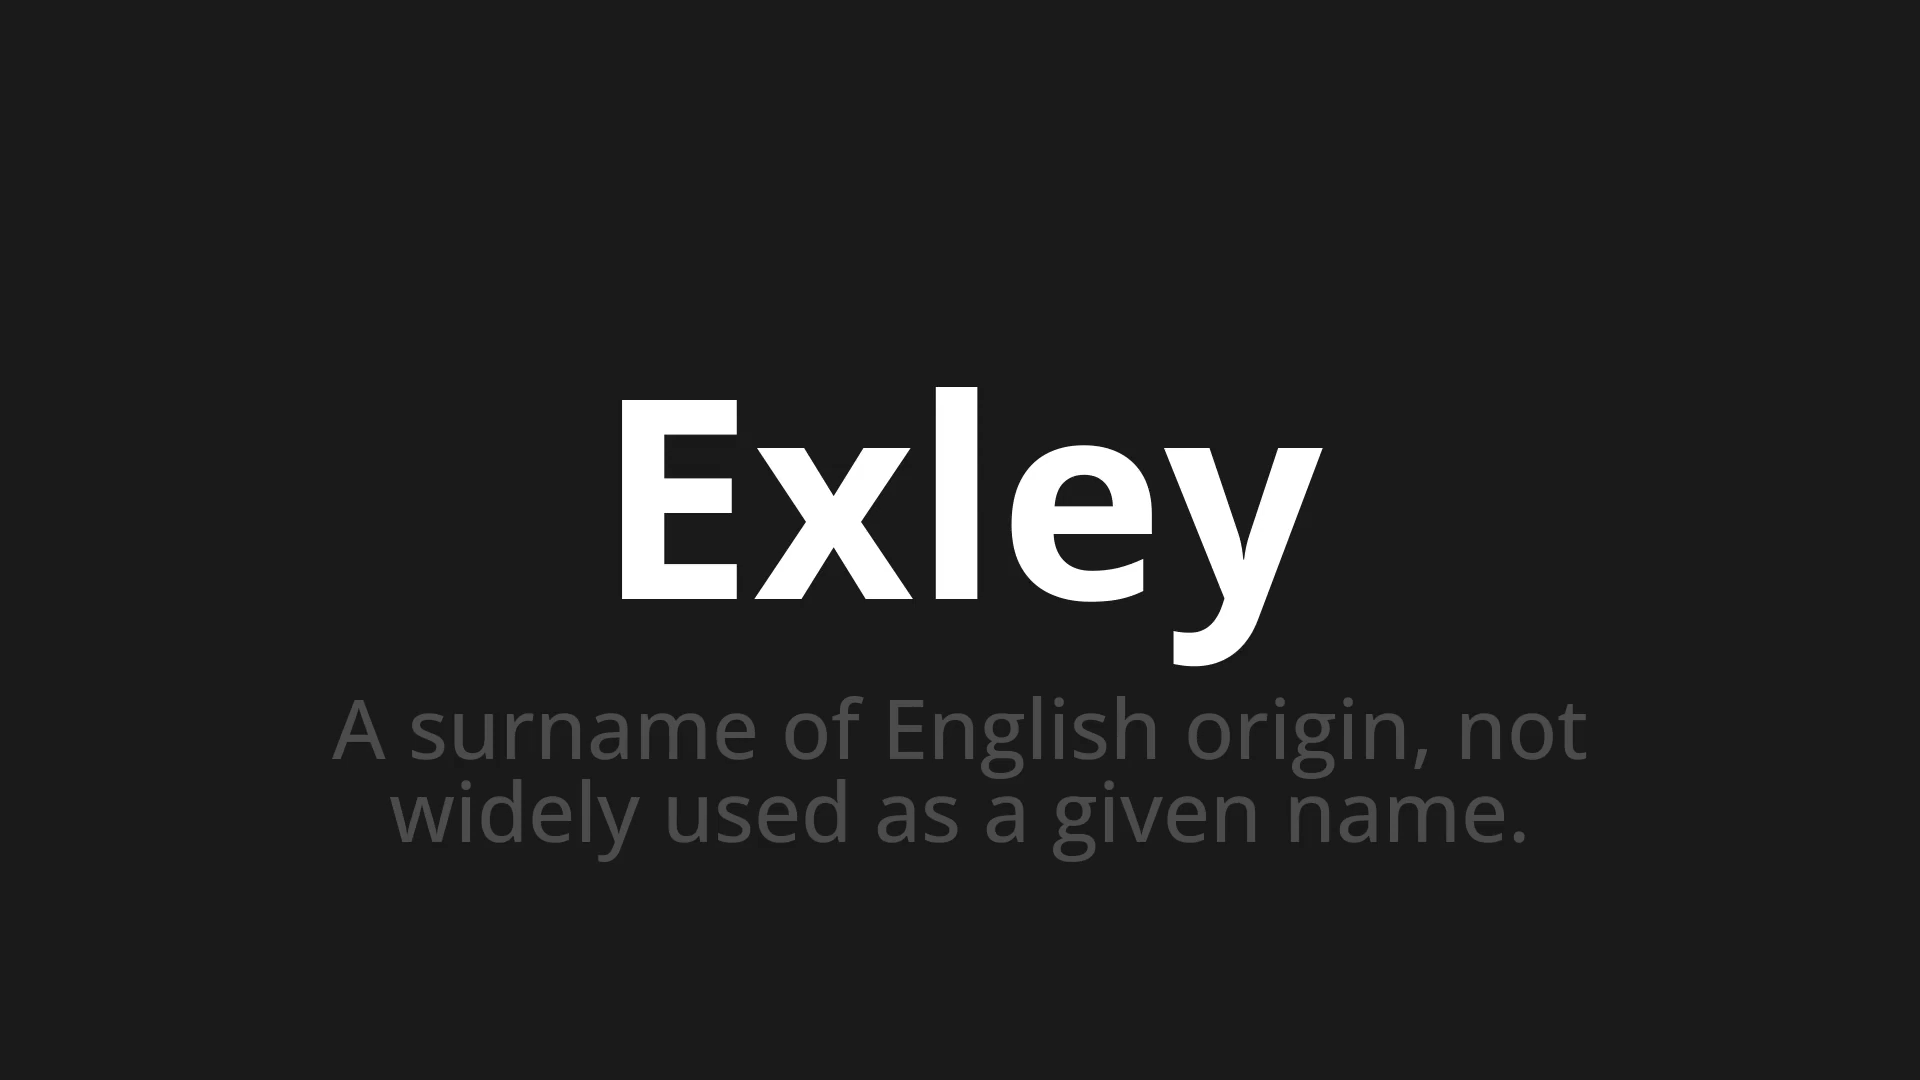 Exley
A surname of English origin, not
widely used as a given name.